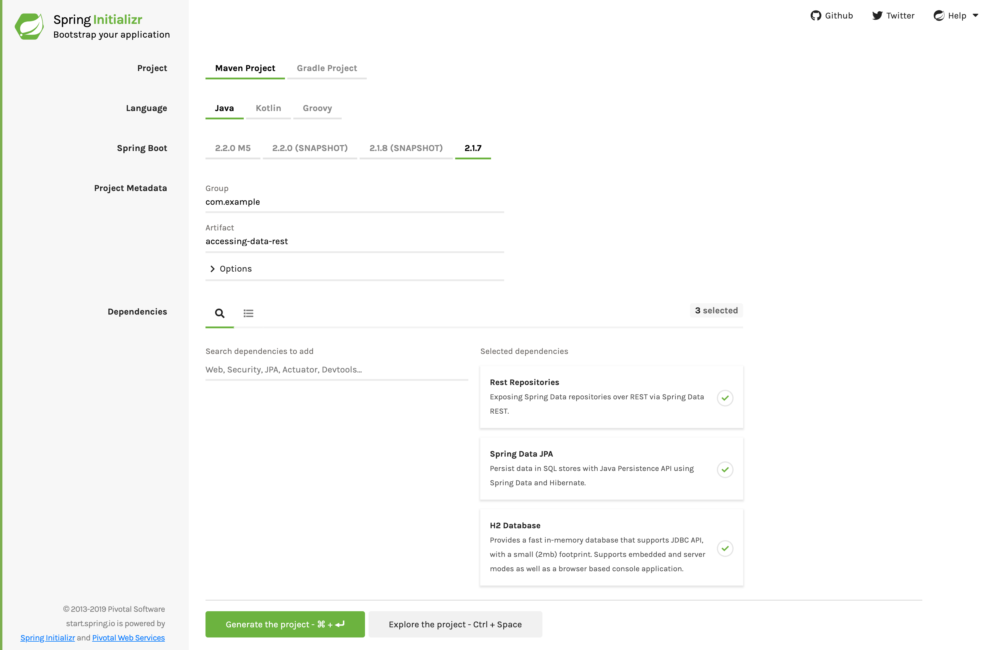 Spring Initializr
Bootstrap your application
Github
Twitter
Help
Project
Maven Project
Gradle Project
Language
Java
Kotlin
Groovy
Spring Boot
2.2.0 M5
2.2.0 (SNAPSHOT)
2.1.8 (SNAPSHOT)
2.1.7
Project Metadata
Group
com.example
Artifact
accessing-data-rest
Options
Dependencies
3 selected
Search dependencies to add
Web, Security, JPA, Actuator, Devtools...
Selected dependencies
Rest Repositories
Exposing Spring Data repositories over REST via Spring Data
REST.
Spring Data JPA
Persist data in SQL stores with Java Persistence API using
Spring Data and Hibernate.
H2 Database
Provides a fast in-memory database that supports JDBC API,
with a small (2mb) footprint. Supports embedded and server
modes as well as a browser based console application.
© 2013-2019 Pivotal Software
start.spring.io is powered by
Spring Initializr and Pivotal Web Services
Generate the project - ⌘ + ↵
Explore the project - Ctrl + Space